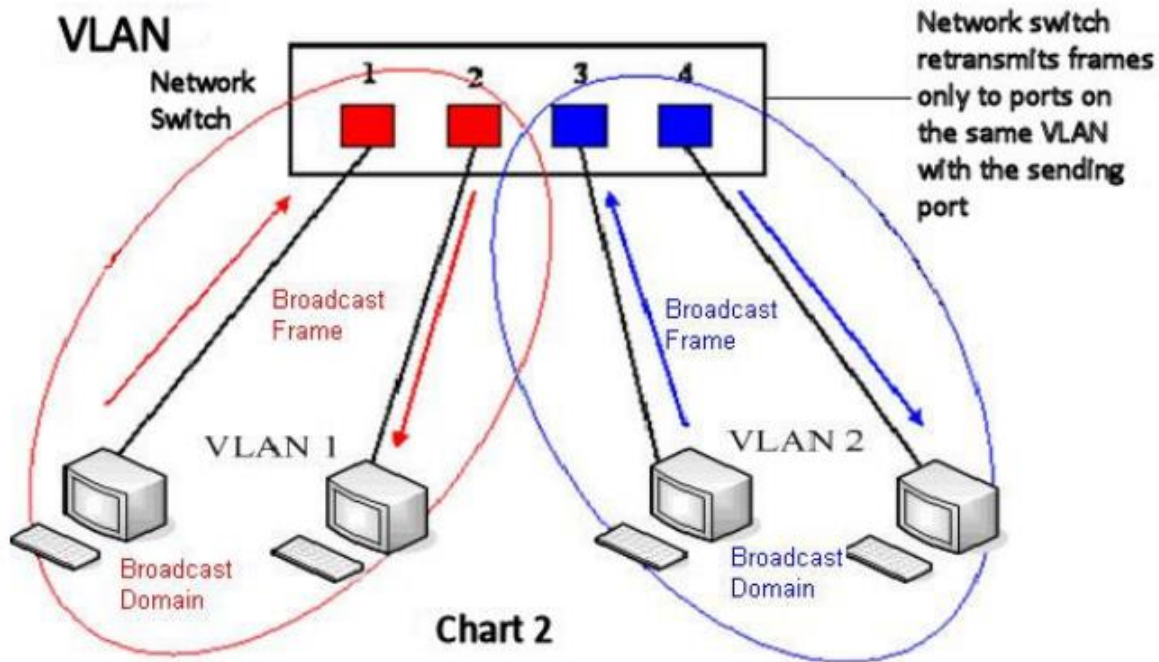 VLAN
Network
Switch
1 2 3 4
Network switch
retransmits frames
only to ports on
the same VLAN
with the sending
port
Broadcast
Frame
Broadcast
Frame
VLAN 1
VLAN 2
Broadcast
Domain
Broadcast
Domain
Chart 2